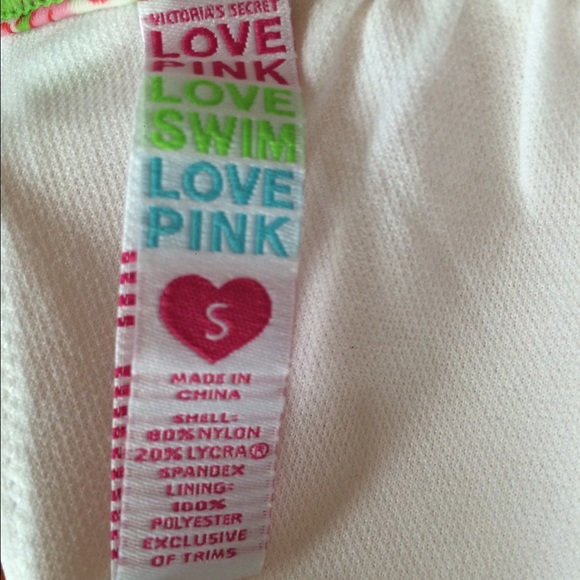 VICTORIA'S SECRET
LOVE
PINK
LOVE
SWIM
LOVE
PINK
S
MADE IN
CHINA
SHELL:
80% NYLON
20% LYCRA®
SPANDEX
LINING:
100%
POLYESTER
EXCLUSIVE
OF TRIMS